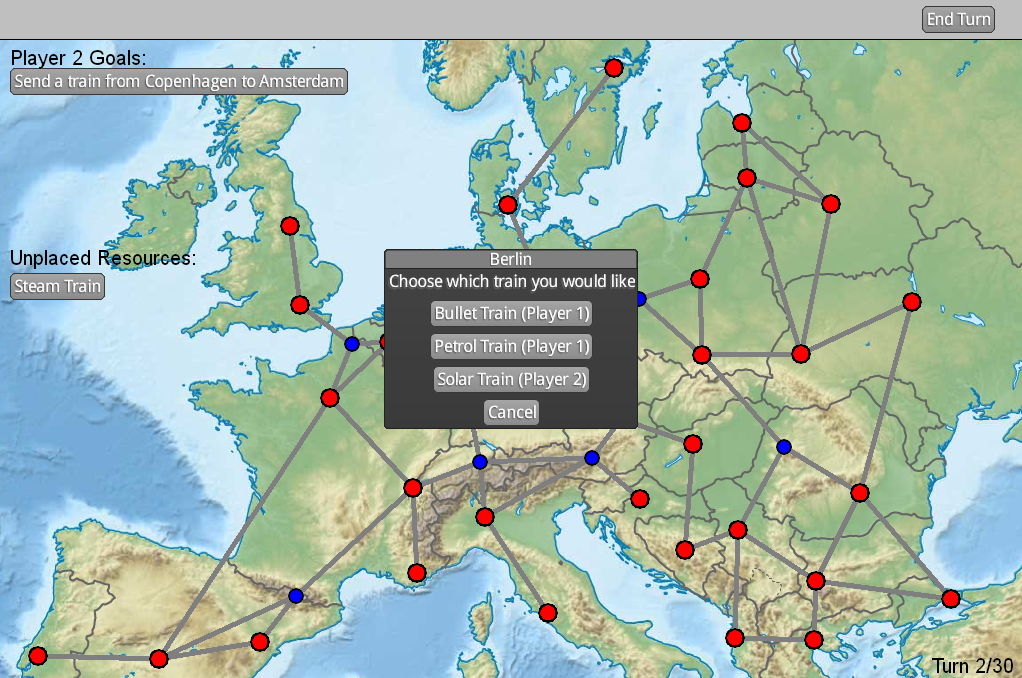 End Turn
Player 2 Goals:
Send a train from Copenhagen to Amsterdam
Unplaced Resources:
Steam Train
Berlin
Choose which train you would like
Bullet Train (Player 1)
Petrol Train (Player 1)
Solar Train (Player 2)
Cancel
Turn 2/30